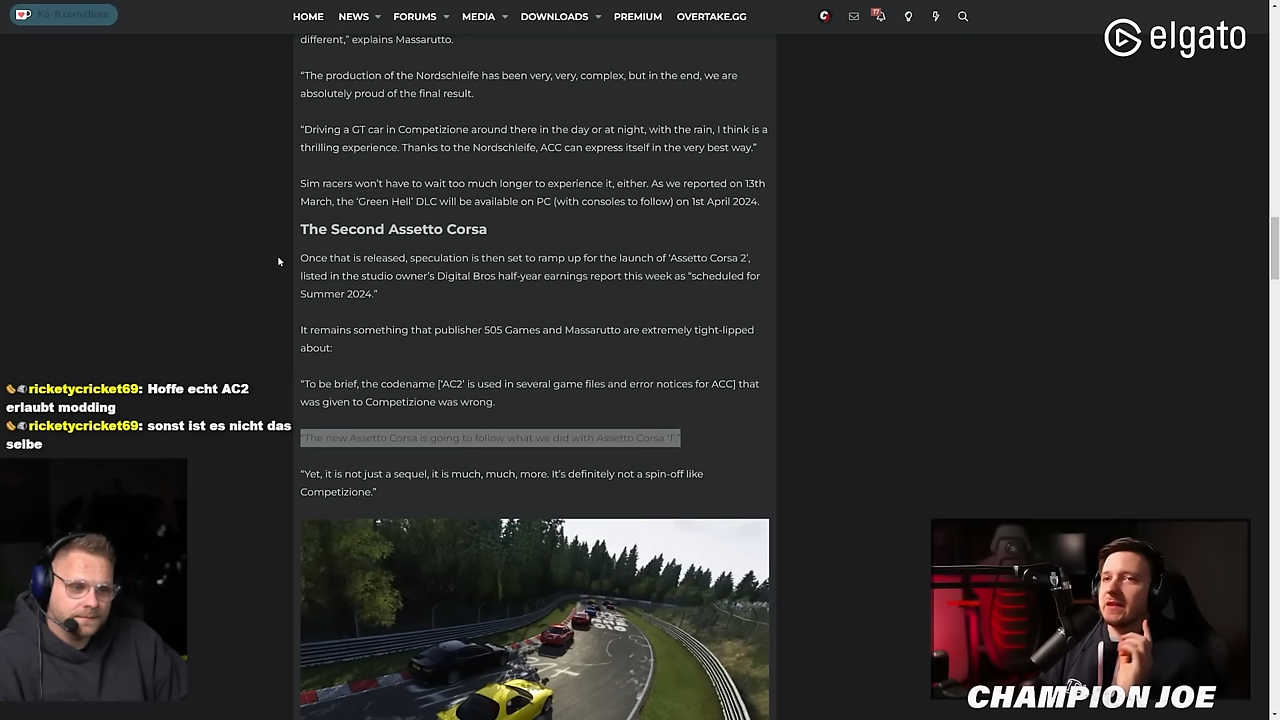 Ko-fi.com/dizee
HOME NEWS FORUMS MEDIA DOWNLOADS PREMIUM OVERTAKE.GG
17
elgato
different,” explains Massarutto.
“The production of the Nordschleife has been very, very, complex, but in the end, we are
absolutely proud of the final result.
“Driving a GT car in Competizione around there in the day or at night, with the rain, I think is a
thrilling experience. Thanks to the Nordschleife, ACC can express itself in the very best way.”
Sim racers won’t have to wait too much longer to experience it, either. As we reported on 13th
March, the ‘Green Hell’ DLC will be available on PC (with consoles to follow) on 1st April 2024.
The Second Assetto Corsa
Once that is released, speculation is then set to ramp up for the launch of ‘Assetto Corsa 2’,
listed in the studio owner’s Digital Bros half-year earnings report this week as “scheduled for
Summer 2024.”
It remains something that publisher 505 Games and Massarutto are extremely tight-lipped
about:
“To be brief, the codename [‘AC2’ is used in several game files and error notices for ACC] that
was given to Competizione was wrong.
“The new Assetto Corsa is going to follow what we did with Assetto Corsa ‘1’.”
“Yet, it is not just a sequel, it is much, much, more. It’s definitely not a spin-off like
Competizione.”
ricketycricket69: Hoffe echt AC2
erlaubt modding
ricketycricket69: sonst ist es nicht das
selbe
CHAMPION JOE